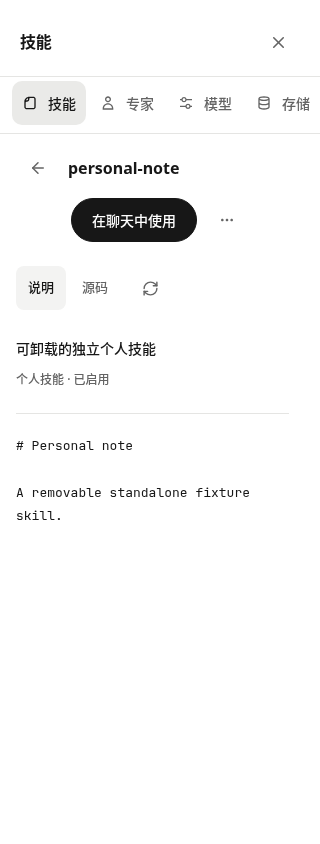 技能
技能
专家
模型
存储
personal-note
在聊天中使用
说明
源码
可卸载的独立个人技能
个人技能 · 已启用
# Personal note
A removable standalone fixture
skill.